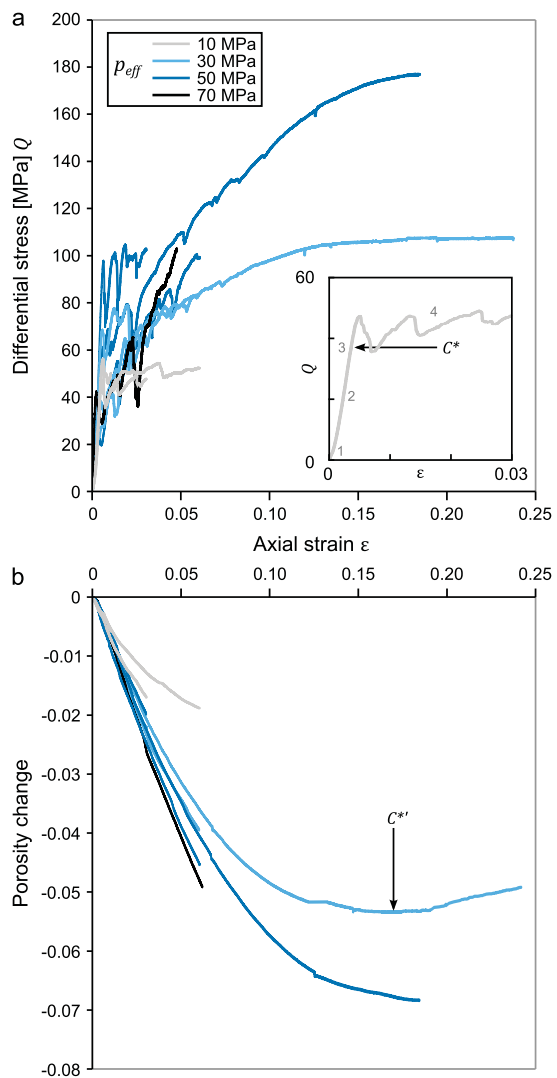 a
200
180
160
140
120
100
80
60
40
20
0
Differential stress [MPa] Q
p_eff
10 MPa
30 MPa
50 MPa
70 MPa
60
Q
0
1
2
3
4
C*
0
ε
0.03
0
0.05
0.10
0.15
0.20
0.25
Axial strain ε
b
0
0.05
0.10
0.15
0.20
0.25
0
-0.01
-0.02
-0.03
-0.04
-0.05
-0.06
-0.07
-0.08
Porosity change
C*'